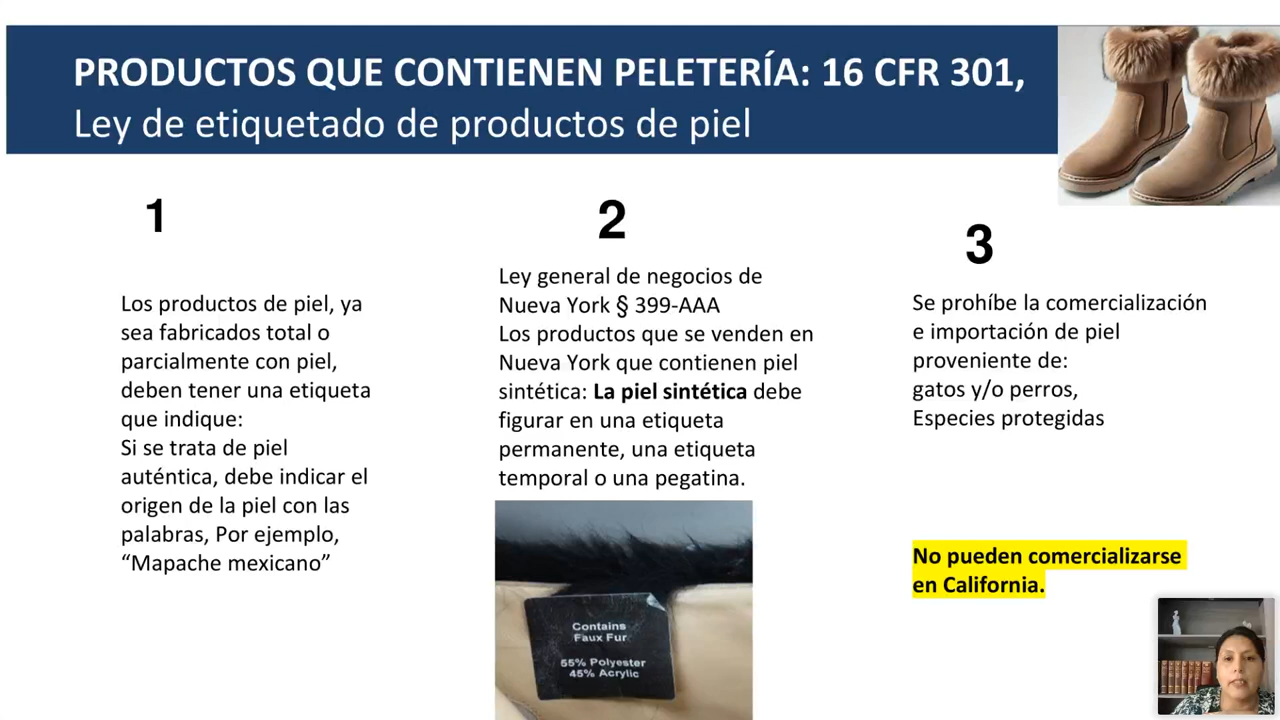 PRODUCTOS QUE CONTIENEN PELETERÍA: 16 CFR 301,
Ley de etiquetado de productos de piel
1
Los productos de piel, ya
sea fabricados total o
parcialmente con piel,
deben tener una etiqueta
que indique:
Si se trata de piel
auténtica, debe indicar el
origen de la piel con las
palabras, Por ejemplo,
“Mapache mexicano”
2
Ley general de negocios de
Nueva York § 399-AAA
Los productos que se venden en
Nueva York que contienen piel
sintética: La piel sintética debe
figurar en una etiqueta
permanente, una etiqueta
temporal o una pegatina.
Contains
Faux Fur
55% Polyester
45% Acrylic
3
Se prohíbe la comercialización
e importación de piel
proveniente de:
gatos y/o perros,
Especies protegidas
No pueden comercializarse
en California.